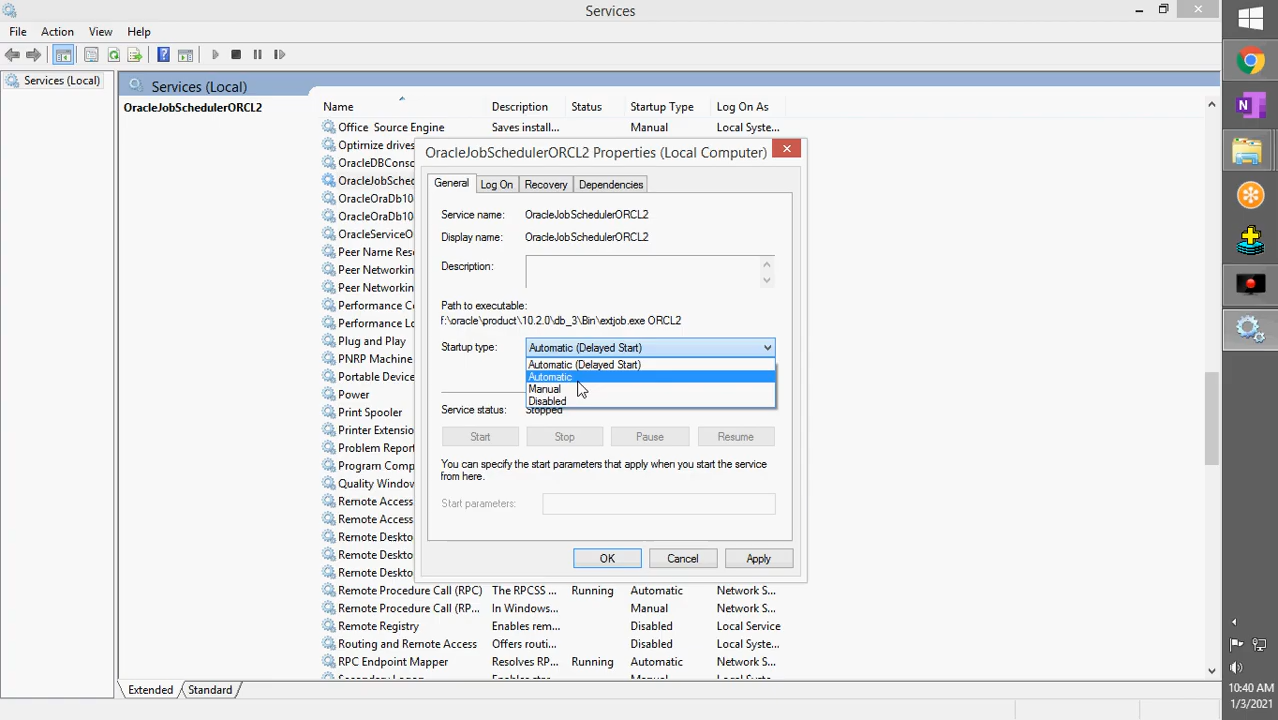 Services
File Action View Help
Services (Local)
Services (Local)
OracleJobSchedulerORCL2
Name Description Status Startup Type Log On As
Office Source Engine Saves install... Manual Local Syste...
Optimize drives
OracleDBConsc
OracleJobSched
OracleOraDb10
OracleOraDb10
OracleServiceO
Peer Name Res
Peer Networkin
Peer Networkin
Performance Co
Performance L
Plug and Play
PNRP Machine
Portable Device
Power
Printer Extensio
Problem Report
Program Comp
Quality Window
Remote Access
Remote Access
Remote Deskto
Remote Deskto
Remote Deskto
Remote Procedure Call (RPC) The RPCSS ... Running Automatic Network S...
Remote Procedure Call (RP... In Windows... Manual Network S...
Remote Registry Enables rem... Disabled Local Service
Routing and Remote Access Offers routi... Disabled Local Syste...
RPC Endpoint Mapper Resolves RP... Running Automatic Network S...
OracleJobSchedulerORCL2 Properties (Local Computer)
General Log On Recovery Dependencies
Service name: OracleJobSchedulerORCL2
Display name: OracleJobSchedulerORCL2
Description:
Path to executable:
f:\oracle\product\10.2.0\db_3\Bin\extjob.exe ORCL2
Startup type: Automatic (Delayed Start)
Automatic (Delayed Start)
Automatic
Manual
Disabled
Service status: Stopped
Start Stop Pause Resume
You can specify the start parameters that apply when you start the service
from here.
Start parameters:
OK Cancel Apply
Extended Standard
10:40 AM
1/3/2021